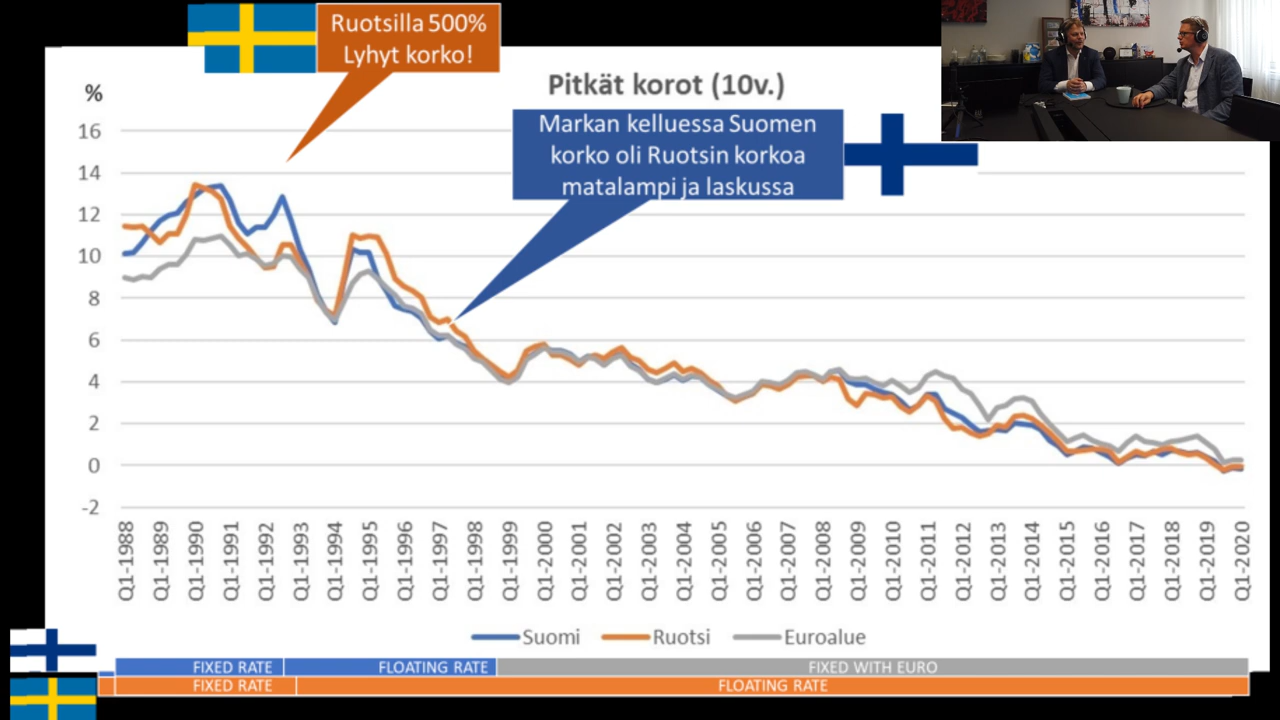 Ruotsilla 500%
Lyhyt korko!
Pitkät korot (10v.)
%
Markan kelluessa Suomen
korko oli Ruotsin korkoa
matalampi ja laskussa
16
14
12
10
8
6
4
2
0
-2
Q1-1988
Q1-1989
Q1-1990
Q1-1991
Q1-1992
Q1-1993
Q1-1994
Q1-1995
Q1-1996
Q1-1997
Q1-1998
Q1-1999
Q1-2000
Q1-2001
Q1-2002
Q1-2003
Q1-2004
Q1-2005
Q1-2006
Q1-2007
Q1-2008
Q1-2009
Q1-2010
Q1-2011
Q1-2012
Q1-2013
Q1-2014
Q1-2015
Q1-2016
Q1-2017
Q1-2018
Q1-2019
Q1-2020
Suomi Ruotsi Euroalue
FIXED RATE FLOATING RATE FIXED WITH EURO
FIXED RATE FLOATING RATE